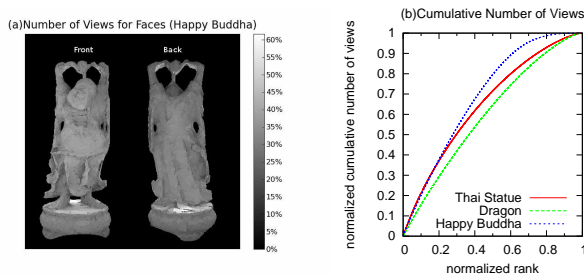 (a)Number of Views for Faces (Happy Buddha)
Front Back
60%
55%
50%
45%
40%
35%
30%
25%
20%
15%
10%
5%
0%
(b)Cumulative Number of Views
normalized cumulative number of views
1
0.9
0.8
0.7
0.6
0.5
0.4
0.3
0.2
0.1
0
Thai Statue
Dragon
Happy Buddha
0 0.2 0.4 0.6 0.8 1
normalized rank